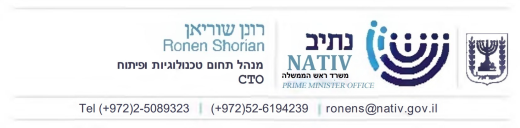 רונן שוריאן
Ronen Shorian
מנהל תחום טכנולוגיות ופיתוח
CTO
נתיב
NATIV
משרד ראש הממשלה
PRIME MINISTER OFFICE
Tel (+972)2-5089323 | (+972)52-6194239 | ronens@nativ.gov.il